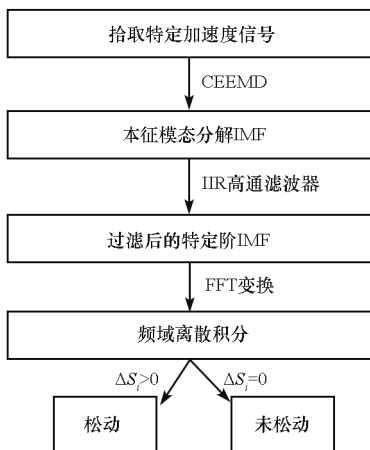 拾取特定加速度信号
CEEMD
本征模态分解IMF
IIR高通滤波器
过滤后的特定阶IMF
FFT变换
频域离散积分
ΔSᵢ>0
ΔSᵢ=0
松动
未松动